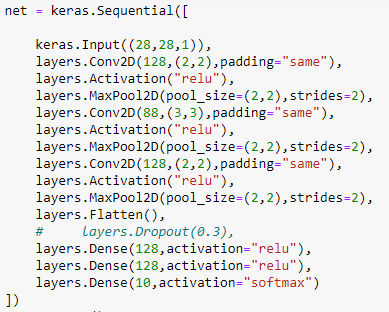 net = keras.Sequential([
keras.Input((28,28,1)),
layers.Conv2D(128,(2,2),padding="same"),
layers.Activation("relu"),
layers.MaxPool2D(pool_size=(2,2),strides=2),
layers.Conv2D(88,(3,3),padding="same"),
layers.Activation("relu"),
layers.MaxPool2D(pool_size=(2,2),strides=2),
layers.Conv2D(128,(2,2),padding="same"),
layers.Activation("relu"),
layers.MaxPool2D(pool_size=(2,2),strides=2),
layers.Flatten(),
#     layers.Dropout(0.3),
layers.Dense(128,activation="relu"),
layers.Dense(128,activation="relu"),
layers.Dense(10,activation="softmax")
])